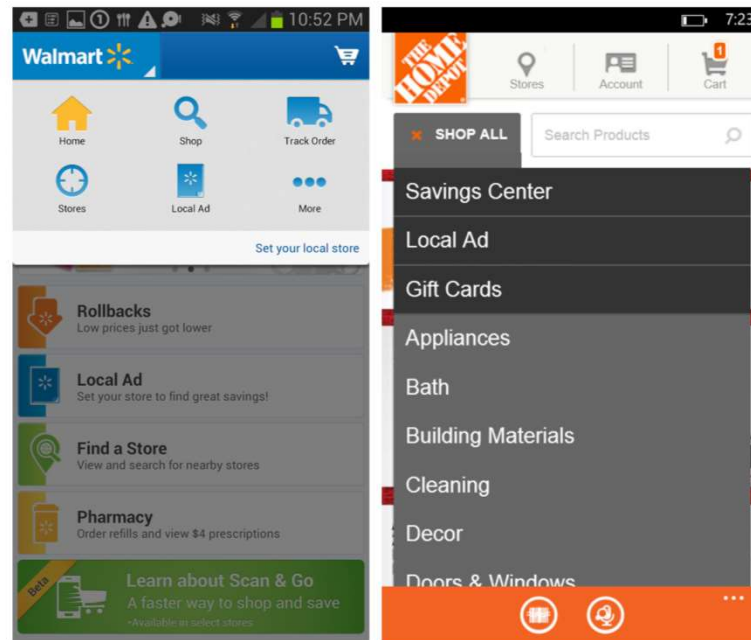 10:52 PM
Walmart
Home
Shop
Track Order
Stores
Local Ad
More
Set your local store
Rollbacks
Low prices just got lower
Local Ad
Set your store to find great savings!
Find a Store
View and search for nearby stores
Pharmacy
Order refills and view $4 prescriptions
Beta
Learn about Scan & Go
A faster way to shop and save
•Available in select stores
7:23
THE
HOME
DEPOT
Stores
Account
1
Cart
SHOP ALL
Search Products
Savings Center
Local Ad
Gift Cards
Appliances
Bath
Building Materials
Cleaning
Decor
Doors & Windows